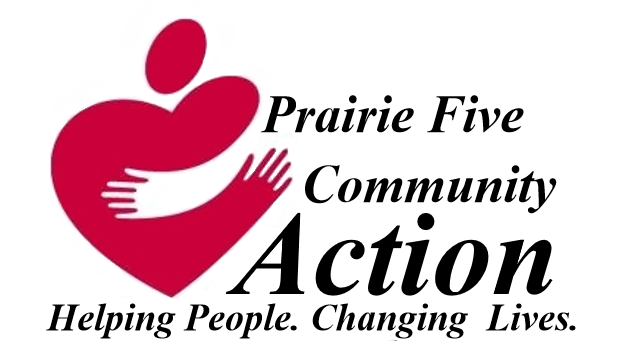 Prairie Five
Community
Action
Helping People. Changing Lives.